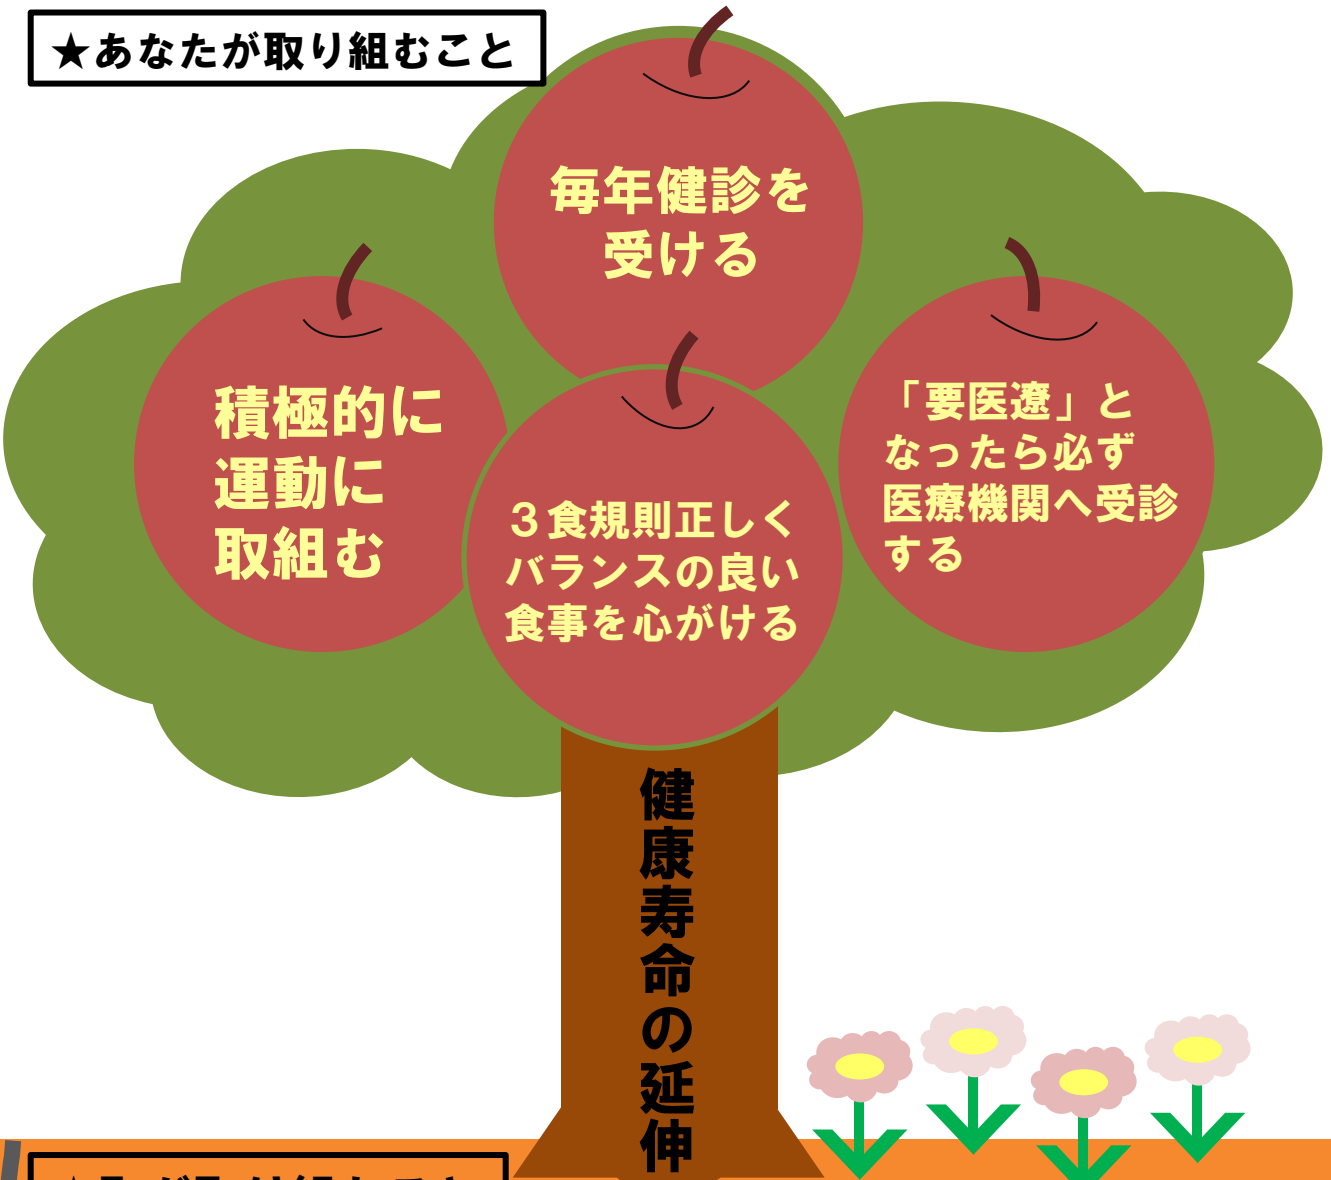 ★あなたが取り組むこと
毎年健診を
受ける
積極的に
運動に
取組む
３食規則正しく
バランスの良い
食事を心がける
「要医遼」と
なったら必ず
医療機関へ受診
する
健康寿命の延伸